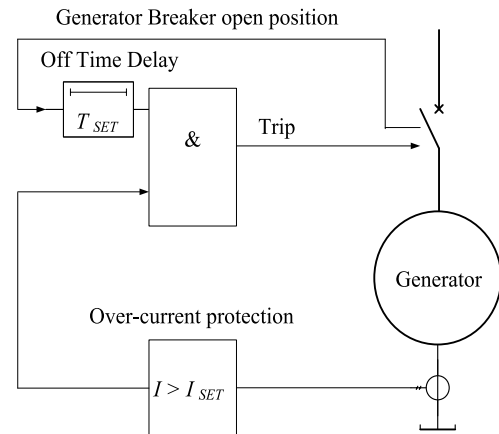 Generator Breaker open position
Off Time Delay
T SET
&
Trip
Generator
Over-current protection
I > I SET